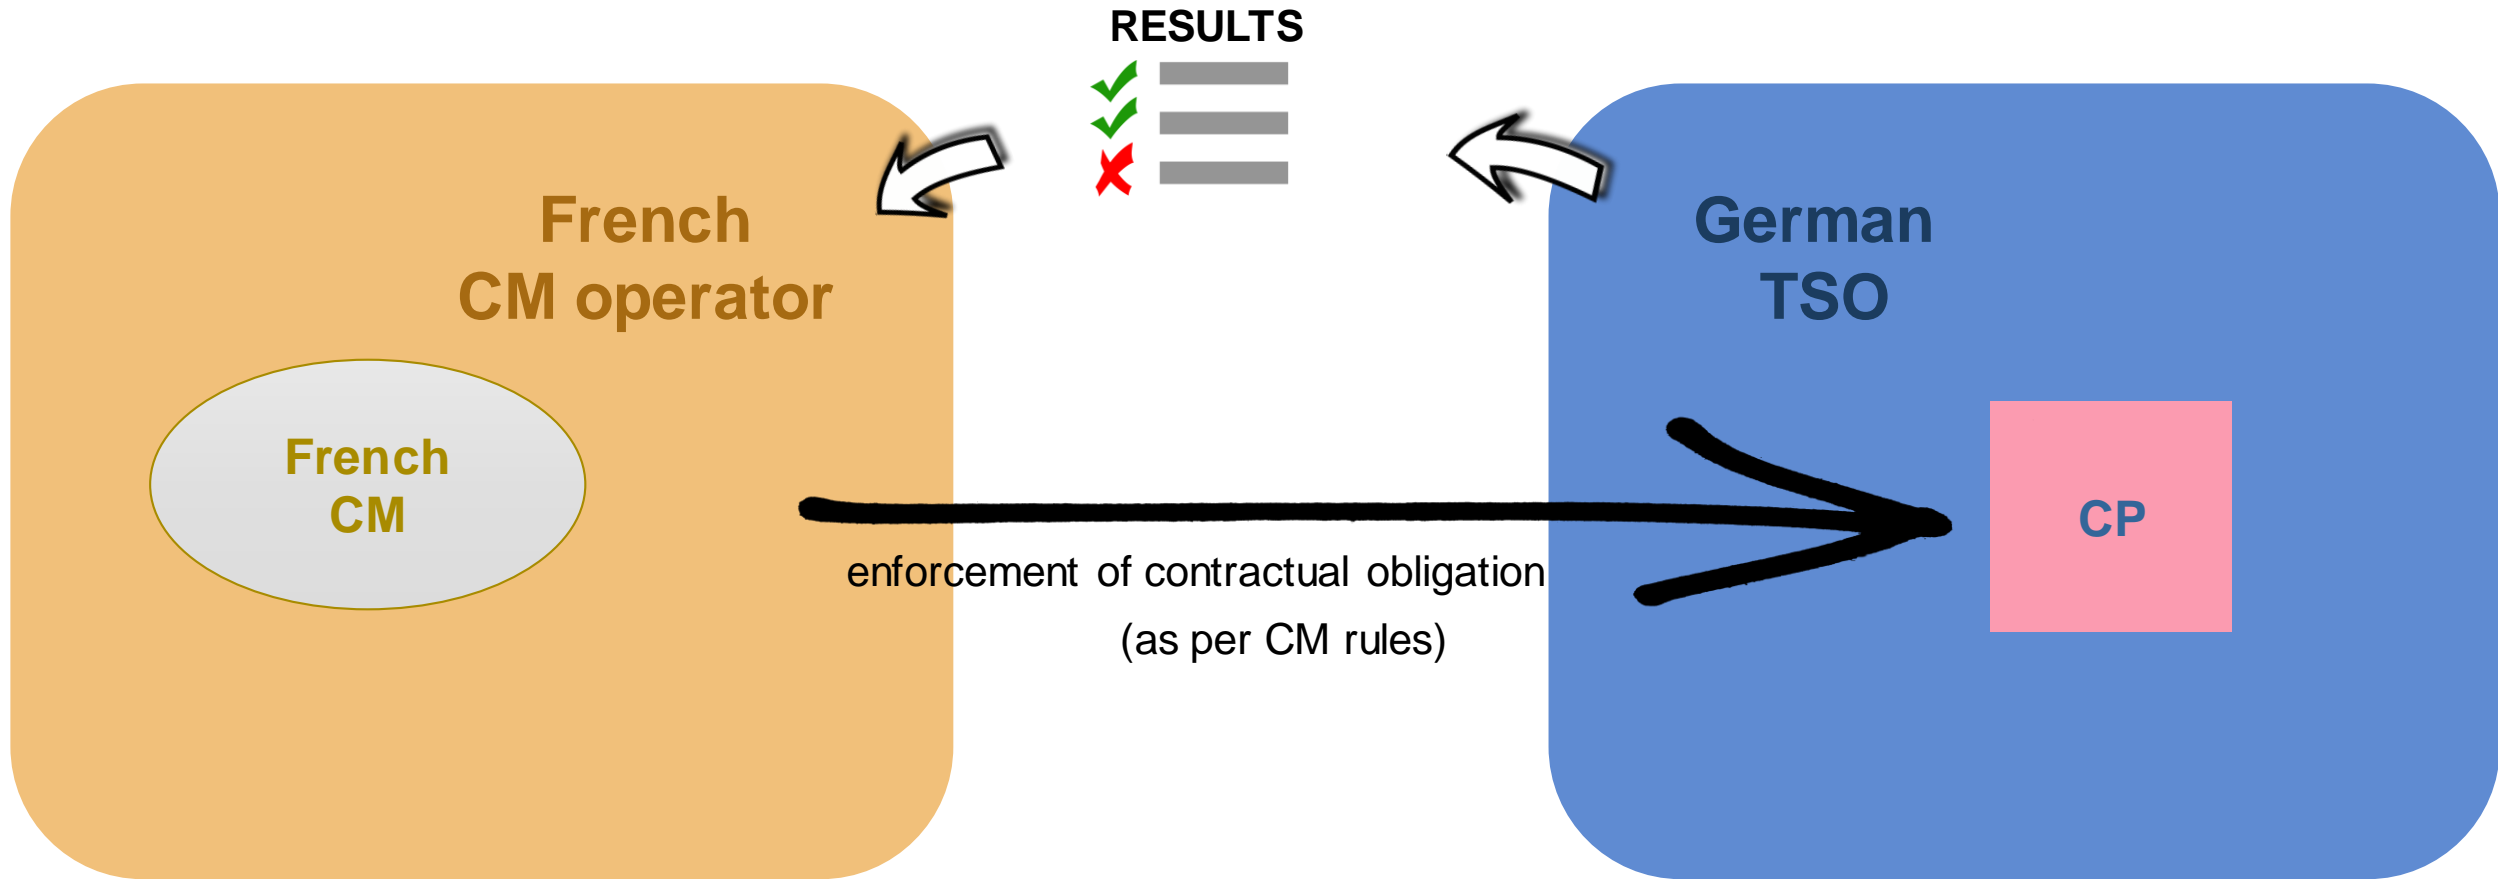 RESULTS
French
CM operator
German
TSO
French
CM
CP
enforcement of contractual obligation
(as per CM rules)